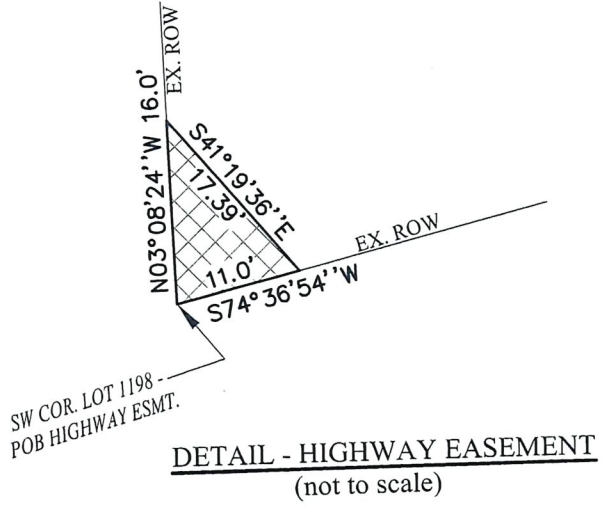 EX. ROW
N03°08'24''W 16.0'
S41°19'36''E
17.39'
11.0'
S74°36'54''W
EX. ROW
SW COR. LOT 1198 -
POB HIGHWAY ESMT.
DETAIL - HIGHWAY EASEMENT
(not to scale)